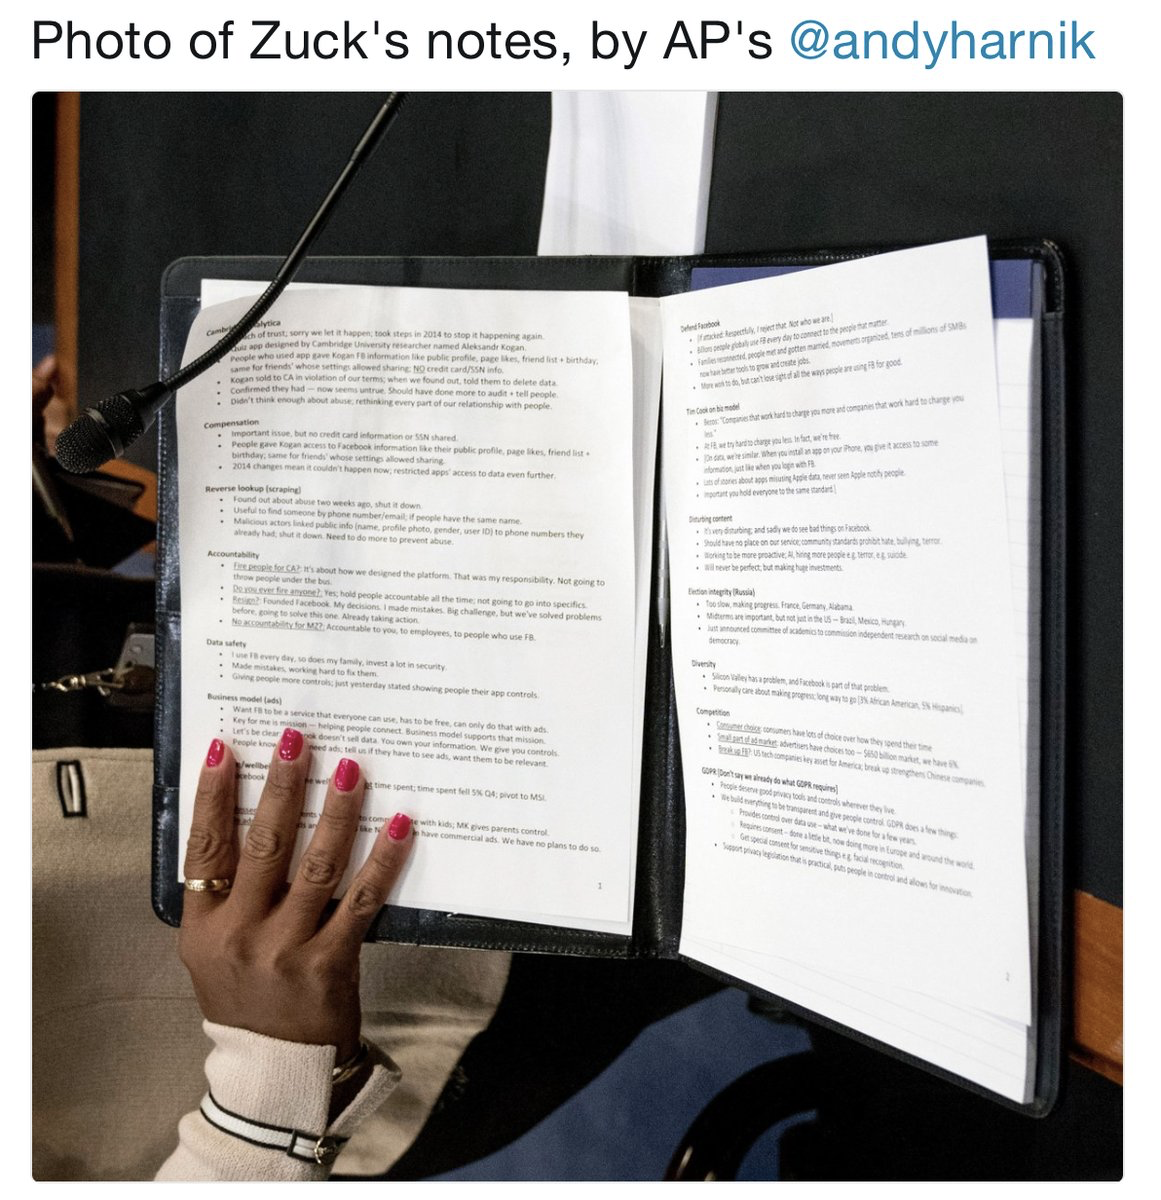 Photo of Zuck's notes, by AP's @andyharnik
Cambri alytica
ch of trust; sorry we let it happen; took steps in 2014 to stop it happening again.
uiz app designed by Cambridge University researcher named Aleksandr Kogan.
People who used app gave Kogan FB information like public profile, page likes, friend list + birthday;
same for friends' whose settings allowed sharing; NO credit card/SSN info.
• Kogan sold to CA in violation of our terms; when we found out, told them to delete data.
• Confirmed they had — now seems untrue. Should have done more to audit + tell people.
• Didn't think enough about abuse; rethinking every part of our relationship with people.
Compensation
• Important issue, but no credit card information or SSN shared.
• People gave Kogan access to Facebook information like their public profile, page likes, friend list +
birthday; same for friends' whose settings allowed sharing.
• 2014 changes mean it couldn't happen now; restricted apps' access to data even further.
Reverse lookup (scraping)
• Found out about abuse two weeks ago, shut it down.
• Useful to find someone by phone number/email; if people have the same name.
• Malicious actors linked public info (name, profile photo, gender, user ID) to phone numbers they
already had; shut it down. Need to do more to prevent abuse.
Accountability
• Fire people for CA?: It's about how we designed the platform. That was my responsibility. Not going to
throw people under the bus.
• Do you ever fire anyone?: Yes; hold people accountable all the time; not going to go into specifics.
• Resign?: Founded Facebook. My decisions. I made mistakes. Big challenge, but we've solved problems
before, going to solve this one. Already taking action.
• No accountability for MZ?: Accountable to you, to employees, to people who use FB.
Data safety
• I use FB every day, so does my family, invest a lot in security.
• Made mistakes, working hard to fix them.
• Giving people more controls; just yesterday stated showing people their app controls.
Business model (ads)
• Want FB to be a service that everyone can use, has to be free, can only do that with ads.
• Key for me is mission — helping people connect. Business model supports that mission.
• Let's be clear ook doesn't sell data. You own your information. We give you controls.
• People know need ads; tell us if they have to see ads, want them to be relevant.
e/wellbei
acebook e well time spent; time spent fell 5% Q4; pivot to MSI.
ents to com e with kids; MK gives parents control.
ds like have commercial ads. We have no plans to do so.
1
Defend Facebook
• [If attacked: Respectfully, I reject that. Not who we are.]
• Billions people globally use FB every day to connect to the people that matter.
• Families reconnected, people met and gotten married, movements organized, tens of millions of SMBs
now have better tools to grow and create jobs.
• More work to do, but can't lose sight of all the ways people are using FB for good.
Tim Cook on biz model
• Bezos: "Companies that work hard to charge you more and companies that work hard to charge you
less."
• At FB, we try hard to charge you less. In fact, we're free.
• [On data, we're similar. When you install an app on your iPhone, you give it access to some
information, just like when you login with FB.
• Lots of stories about apps misusing Apple data, never seen Apple notify people.
• Important you hold everyone to the same standard.]
Disturbing content
• It's very disturbing; and sadly we do see bad things on Facebook.
• Should have no place on our service; community standards prohibit hate, bullying, terror.
• Working to be more proactive; AI, hiring more people e.g. terror, e.g. suicide.
• Will never be perfect; but making huge investments.
Election integrity (Russia)
• Too slow, making progress. France, Germany, Alabama.
• Midterms are important, but not just in the US — Brazil, Mexico, Hungary.
• Just announced committee of academics to commission independent research on social media on
democracy.
Diversity
• Silicon Valley has a problem, and Facebook is part of that problem.
• Personally care about making progress; long way to go [3% African American, 5% Hispanics]
Competition
• Consumer choice: consumers have lots of choice over how they spend their time
• Small part of ad market: advertisers have choices too — $650 billion market, we have 6%.
• Break up FB?: US tech companies key asset for America; break up strengthens Chinese companies.
GDPR [Don't say we already do what GDPR requires]
• People deserve good privacy tools and controls wherever they live.
• We build everything to be transparent and give people control. GDPR does a few things:
○ Provides control over data use – what we've done for a few years.
○ Requires consent – done a little bit, now doing more in Europe and around the world.
○ Get special consent for sensitive things e.g. facial recognition.
• Support privacy legislation that is practical, puts people in control and allows for innovation.
2